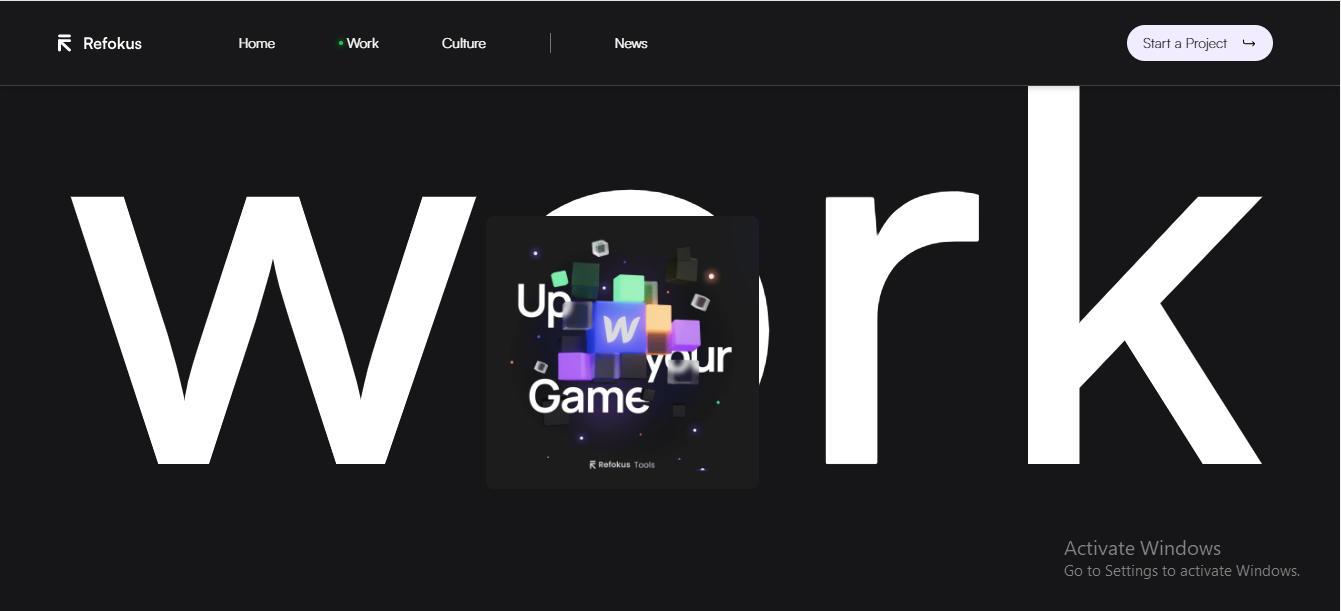 Refokus
Home
Work
Culture
News
Start a Project
work
Up
your
Game
W
Refokus Tools
Activate Windows
Go to Settings to activate Windows.